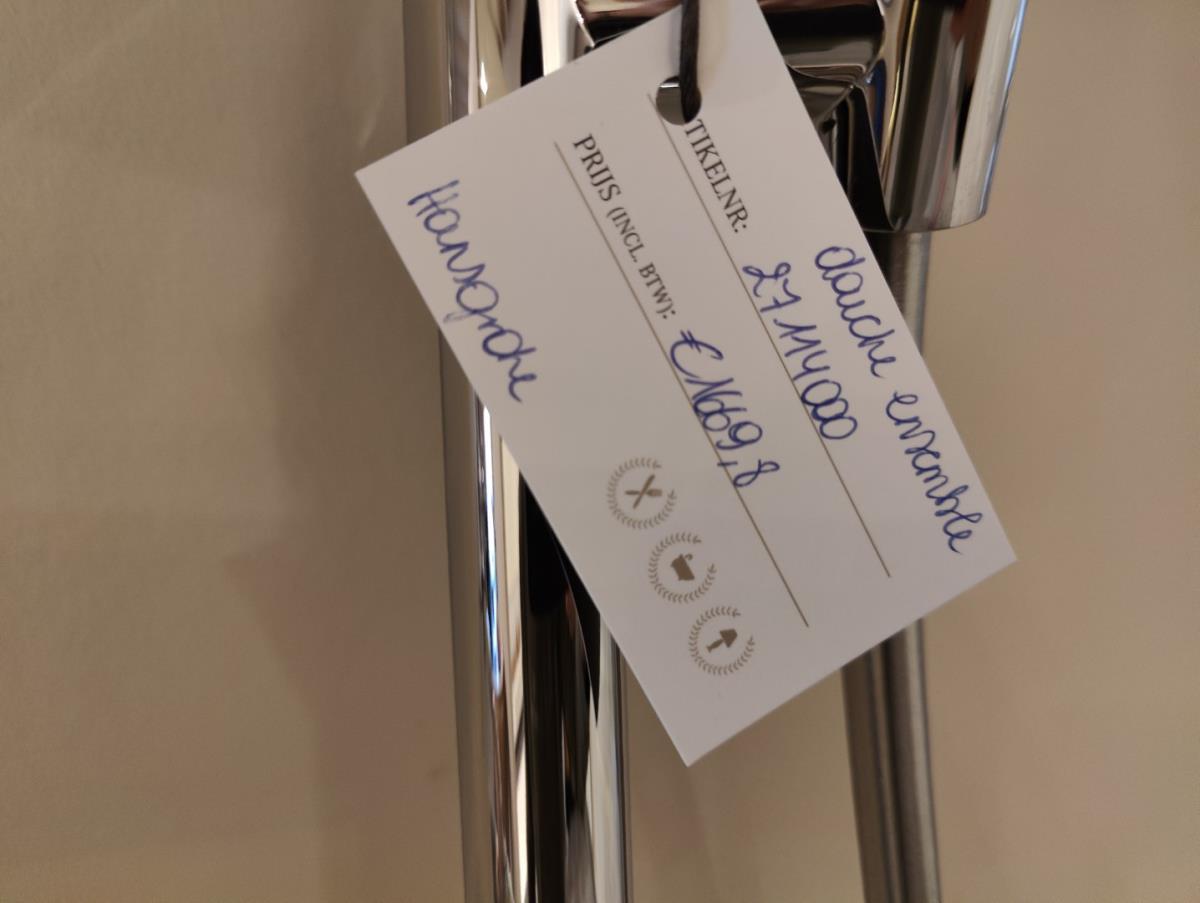 douche ensemble
TIKELNR: 27114000
PRIJS (INCL. BTW): €1669,8
Hansgrohe